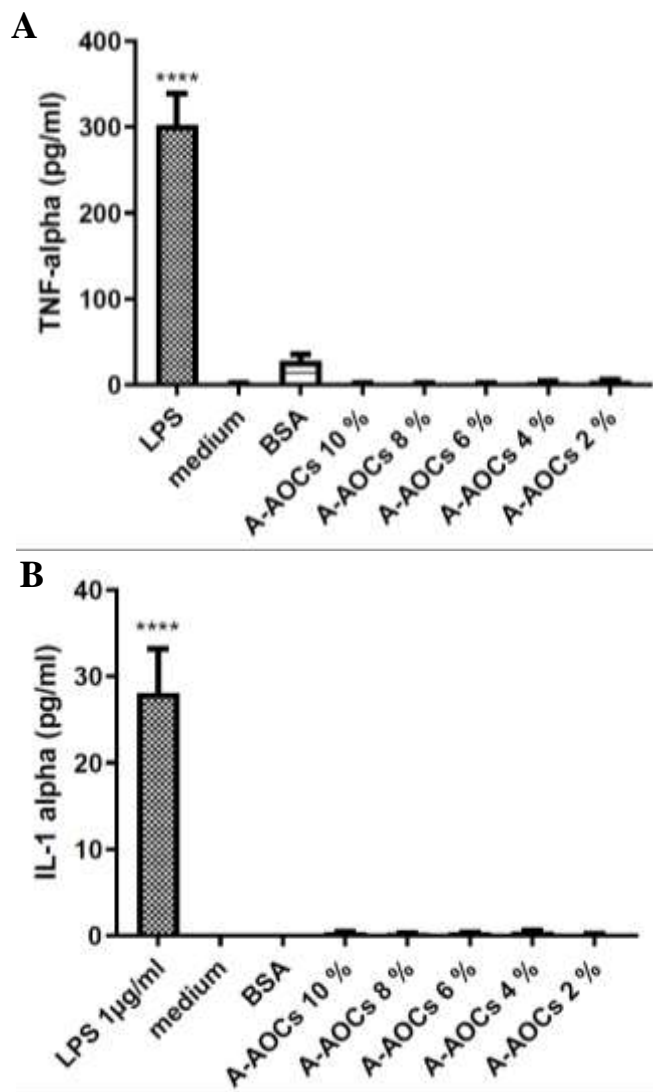 A
TNF-alpha (pg/ml)
400
300
200
100
0
****
LPS
medium
BSA
A-AOCs 10 %
A-AOCs 8 %
A-AOCs 6 %
A-AOCs 4 %
A-AOCs 2 %
B
IL-1 alpha (pg/ml)
40
30
20
10
0
****
LPS 1µg/ml
medium
BSA
A-AOCs 10 %
A-AOCs 8 %
A-AOCs 6 %
A-AOCs 4 %
A-AOCs 2 %